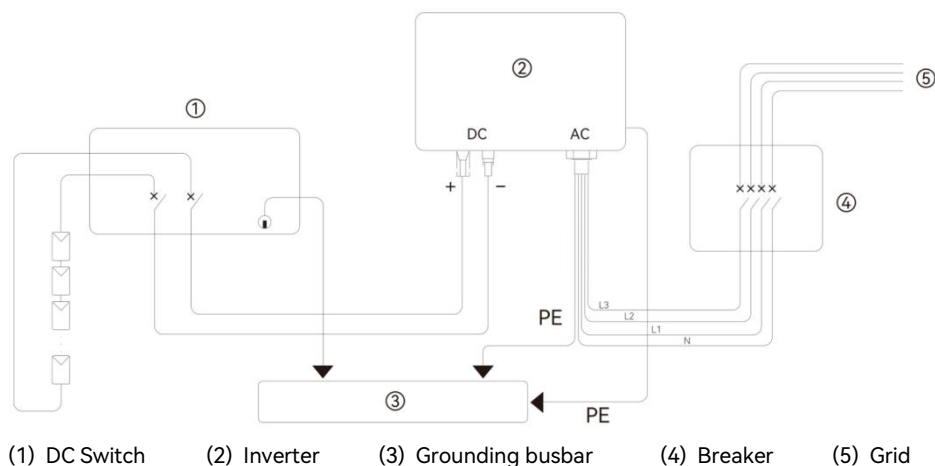 ②
⑤
①
DC AC
+ −
④
L3
PE L2
L1
N
③
PE
(1) DC Switch (2) Inverter (3) Grounding busbar (4) Breaker (5) Grid